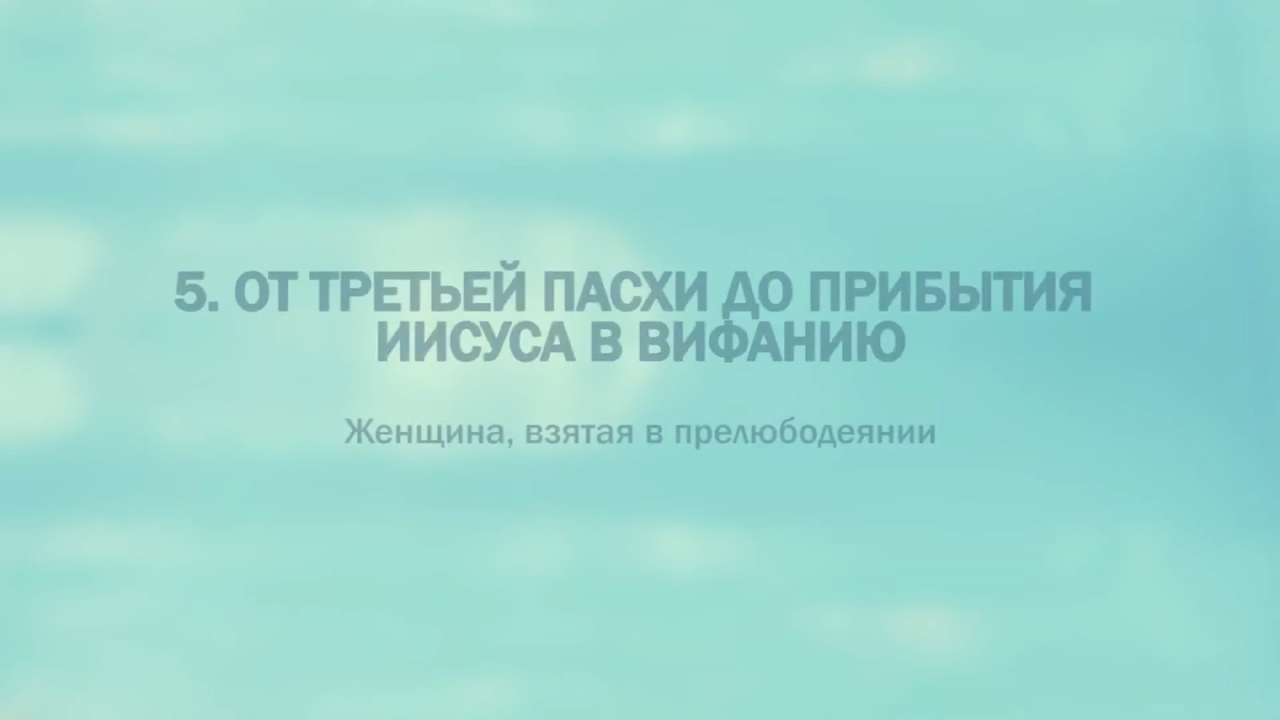 5. ОТ ТРЕТЬЕЙ ПАСХИ ДО ПРИБЫТИЯ
ИИСУСА В ВИФАНИЮ
Женщина, взятая в прелюбодеянии